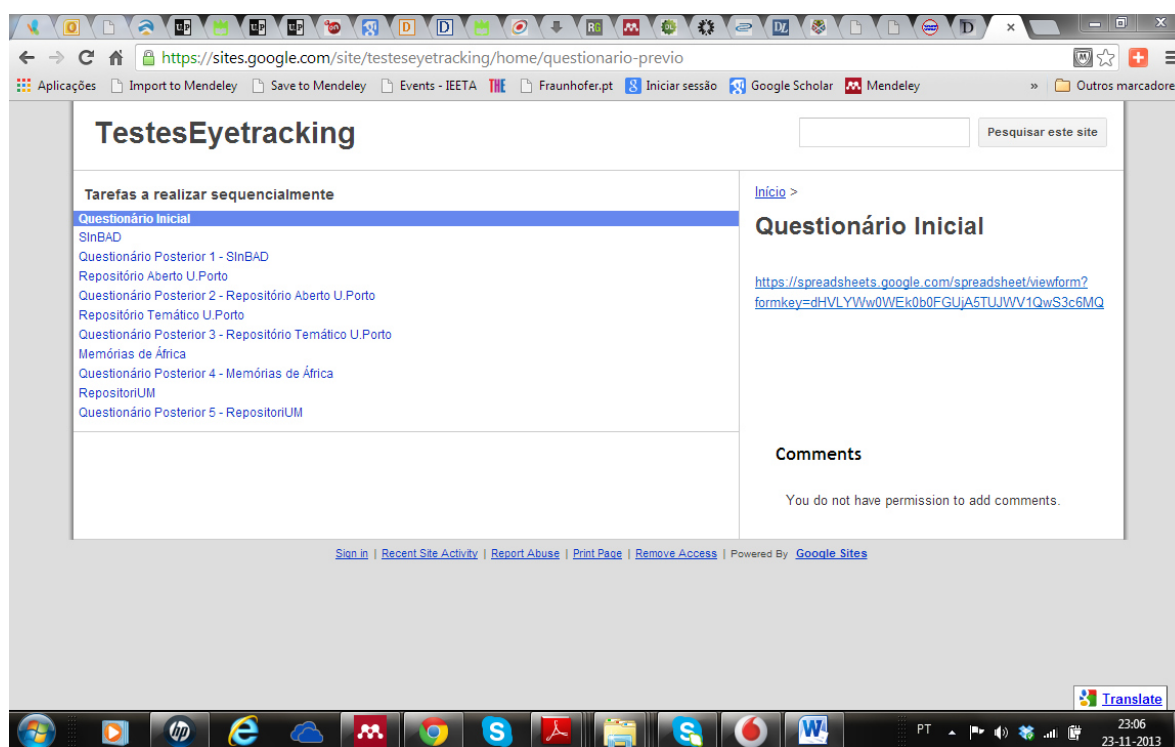 https://sites.google.com/site/testeseyetracking/home/questionario-previo
Aplicações Import to Mendeley Save to Mendeley Events - IEETA THE Fraunhofer.pt Iniciar sessão Google Scholar Mendeley » Outros marcadore
TestesEyetracking
Pesquisar este site
Tarefas a realizar sequencialmente
Questionário Inicial
SInBAD
Questionário Posterior 1 - SInBAD
Repositório Aberto U.Porto
Questionário Posterior 2 - Repositório Aberto U.Porto
Repositório Temático U.Porto
Questionário Posterior 3 - Repositório Temático U.Porto
Memórias de África
Questionário Posterior 4 - Memórias de África
RepositoriUM
Questionário Posterior 5 - RepositoriUM
Início >
Questionário Inicial
https://spreadsheets.google.com/spreadsheet/viewform?
formkey=dHVLYWw0WEk0b0FGUjA5TUJWV1QwS3c6MQ
Comments
You do not have permission to add comments.
Sign in | Recent Site Activity | Report Abuse | Print Page | Remove Access | Powered By Google Sites
Translate
PT
23:06
23-11-2013